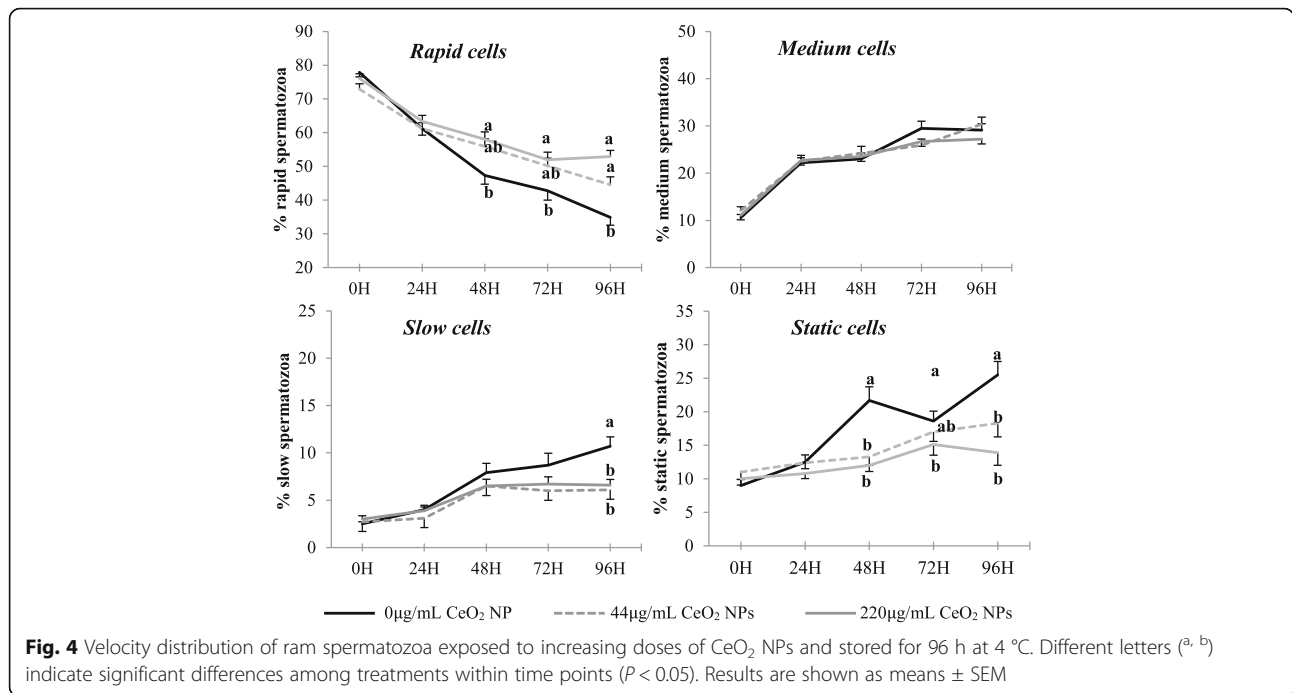 Rapid cells
% rapid spermatozoa
90
80
70
60
50
40
30
20
a
ab
b
a
ab
b
a
a
b
0H 24H 48H 72H 96H
Medium cells
% medium spermatozoa
50
40
30
20
10
0
0H 24H 48H 72H 96H
Slow cells
% slow spermatozoa
25
20
15
10
5
0
a
b
b
0H 24H 48H 72H 96H
Static cells
% static spermatozoa
35
30
25
20
15
10
5
0
a
b
b
a
ab
b
a
b
b
0H 24H 48H 72H 96H
0µg/mL CeO₂ NP 44µg/mL CeO₂ NPs 220µg/mL CeO₂ NPs
Fig. 4 Velocity distribution of ram spermatozoa exposed to increasing doses of CeO₂ NPs and stored for 96 h at 4 °C. Different letters (ᵃ, ᵇ)
indicate significant differences among treatments within time points (P < 0.05). Results are shown as means ± SEM